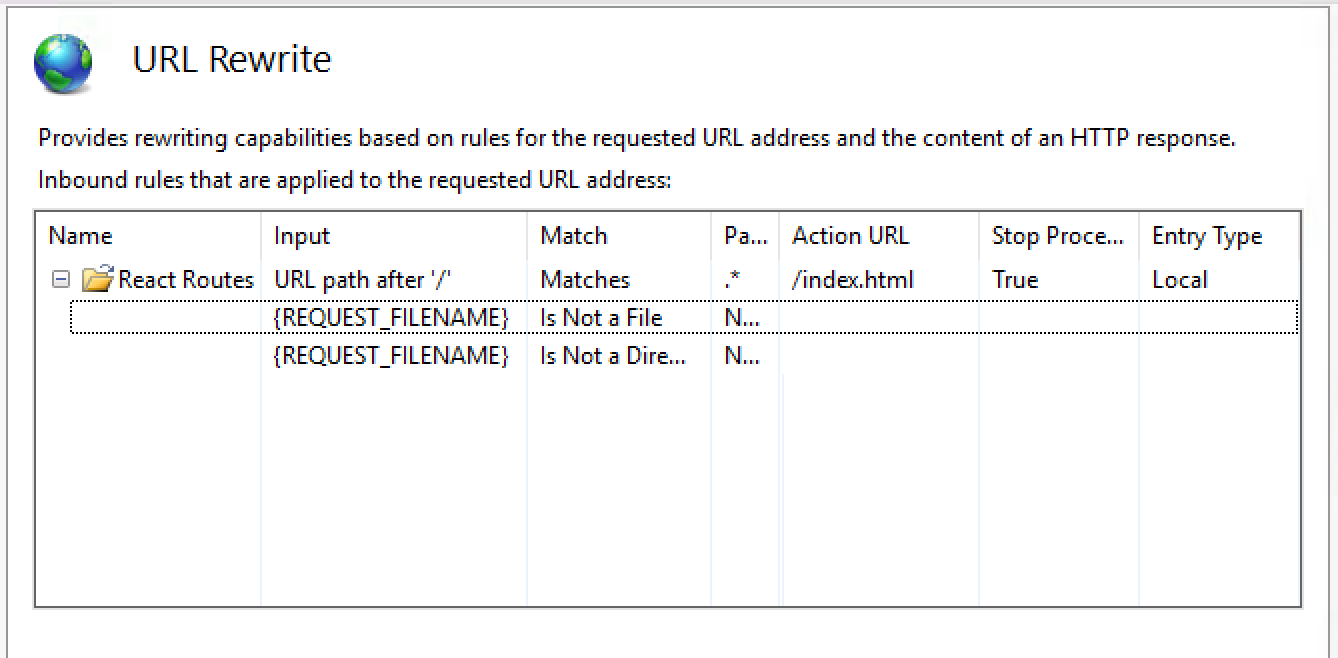 URL Rewrite
Provides rewriting capabilities based on rules for the requested URL address and the content of an HTTP response.
Inbound rules that are applied to the requested URL address:
Name Input Match Pa... Action URL Stop Proce... Entry Type
React Routes URL path after '/' Matches .* /index.html True Local
{REQUEST_FILENAME} Is Not a File N...
{REQUEST_FILENAME} Is Not a Dire... N...